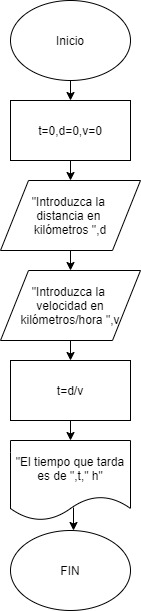 Inicio
t=0,d=0,v=0
"Introduzca la
distancia en
kilómetros ",d
"Introduzca la
velocidad en
kilómetros/hora ",v
t=d/v
"El tiempo que tarda
es de ",t," h"
FIN